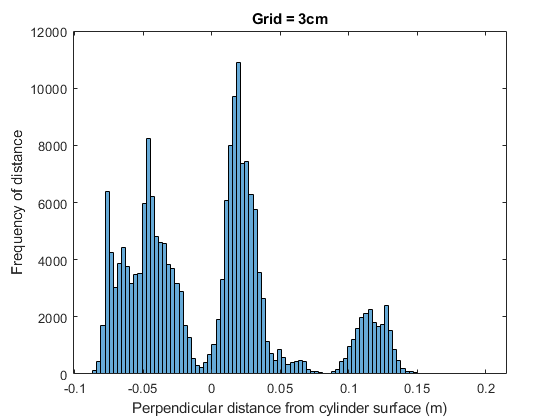 Grid = 3cm
12000
10000
8000
6000
4000
2000
0
Frequency of distance
-0.1 -0.05 0 0.05 0.1 0.15 0.2
Perpendicular distance from cylinder surface (m)